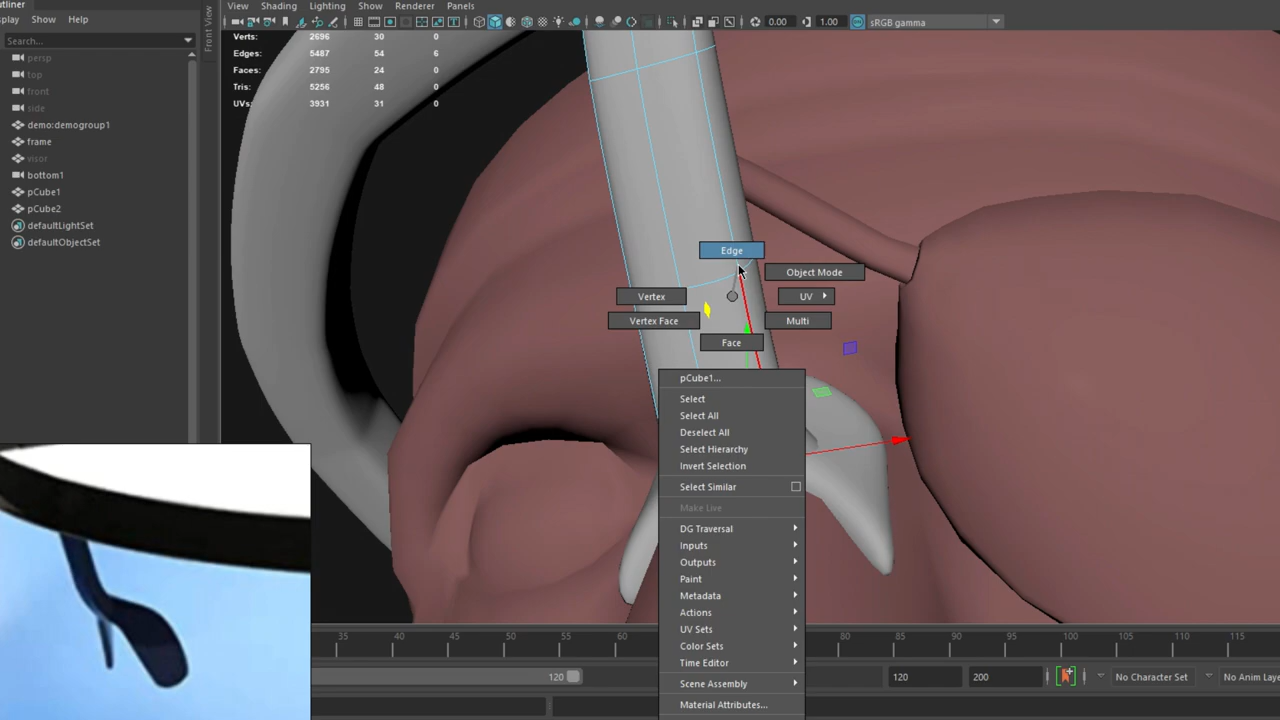 utliner
splay Show Help
Search...
persp
top
front
side
demo:demogroup1
frame
visor
bottom1
pCube1
pCube2
defaultLightSet
defaultObjectSet
Front View
View Shading Lighting Show Renderer Panels
0.00 1.00 sRGB gamma
Verts: 2696 30 0
Edges: 5487 54 6
Faces: 2795 24 0
Tris: 5256 48 0
UVs: 3931 31 0
Edge
Object Mode
Vertex
UV
Vertex Face
Multi
Face
pCube1...
Select
Select All
Deselect All
Select Hierarchy
Invert Selection
Select Similar
Make Live
DG Traversal
Inputs
Outputs
Paint
Metadata
Actions
UV Sets
Color Sets
Time Editor
Scene Assembly
Material Attributes...
35 40 45 50 55 60 80 85 90 95 100 105 110 115
120 120 200 No Character Set No Anim Laye